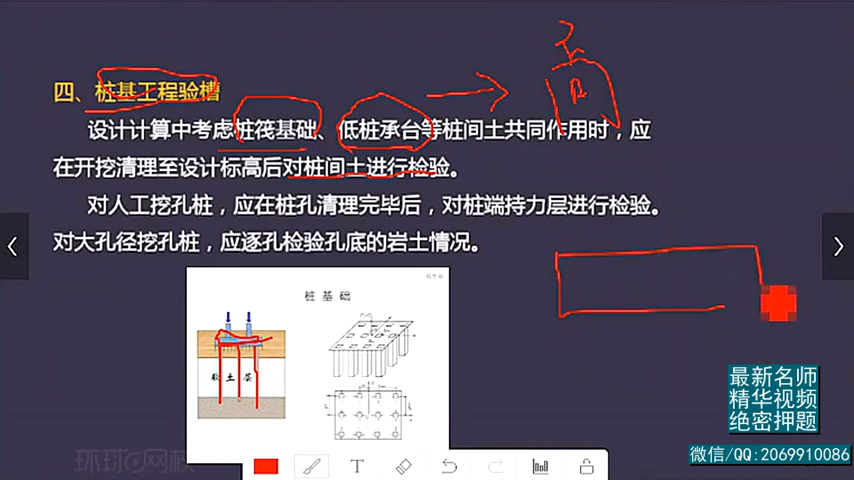 四、桩基工程验槽
设计计算中考虑桩筏基础、低桩承台等桩间土共同作用时，应
在开挖清理至设计标高后对桩间土进行检验。
对人工挖孔桩，应在桩孔清理完毕后，对桩端持力层进行检验。
对大孔径挖孔桩，应逐孔检验孔底的岩土情况。
桩 基 础
软 土 层
最新名师
精华视频
绝密押题
微信/QQ:2069910086
环球网校
T